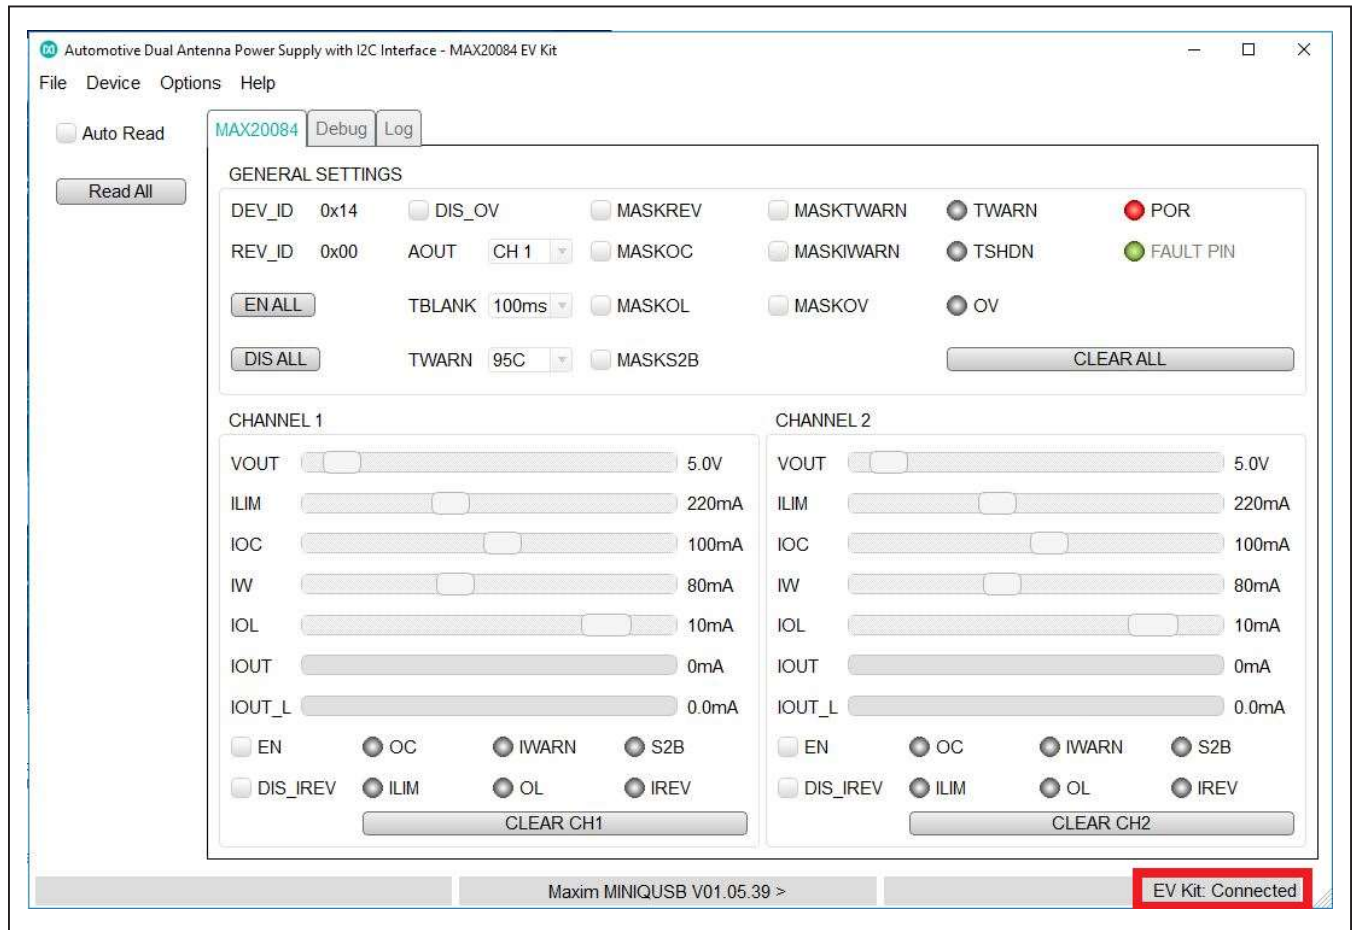 Automotive Dual Antenna Power Supply with I2C Interface - MAX20084 EV Kit
File Device Options Help
Auto Read
Read All
MAX20084 Debug Log
GENERAL SETTINGS
DEV_ID 0x14 DIS_OV MASKREV MASKTWARN TWARN POR
REV_ID 0x00 AOUT CH 1 MASKOC MASKIWARN TSHDN FAULT PIN
EN ALL TBLANK 100ms MASKOL MASKOV OV
DIS ALL TWARN 95C MASKS2B CLEAR ALL
CHANNEL 1
VOUT 5.0V
ILIM 220mA
IOC 100mA
IW 80mA
IOL 10mA
IOUT 0mA
IOUT_L 0.0mA
EN OC IWARN S2B
DIS_IREV ILIM OL IREV
CLEAR CH1
CHANNEL 2
VOUT 5.0V
ILIM 220mA
IOC 100mA
IW 80mA
IOL 10mA
IOUT 0mA
IOUT_L 0.0mA
EN OC IWARN S2B
DIS_IREV ILIM OL IREV
CLEAR CH2
Maxim MINIQUSB V01.05.39 >
EV Kit: Connected